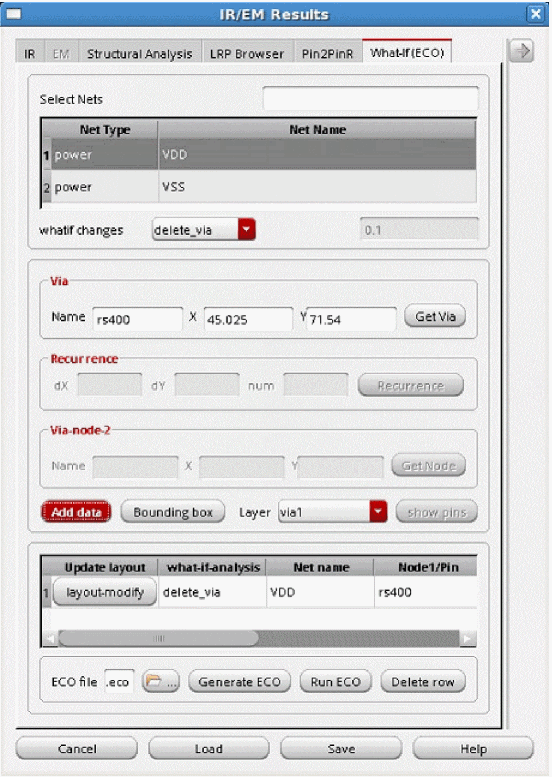 IR/EM Results
IR EM Structural Analysis LRP Browser Pin2PinR What-If(ECO)
Select Nets
Net Type Net Name
1 power VDD
2 power VSS
whatif changes delete_via 0.1
Via
Name rs400 X 45.025 Y 71.54 Get Via
Recurrence
dX dY num Recurrence
Via-node-2
Name X Y Get Node
Add data Bounding box Layer via1 show pins
Update layout what-if-analysis Net name Node1/Pin
1 layout-modify delete_via VDD rs400
ECO file .eco ... Generate ECO Run ECO Delete row
Cancel Load Save Help